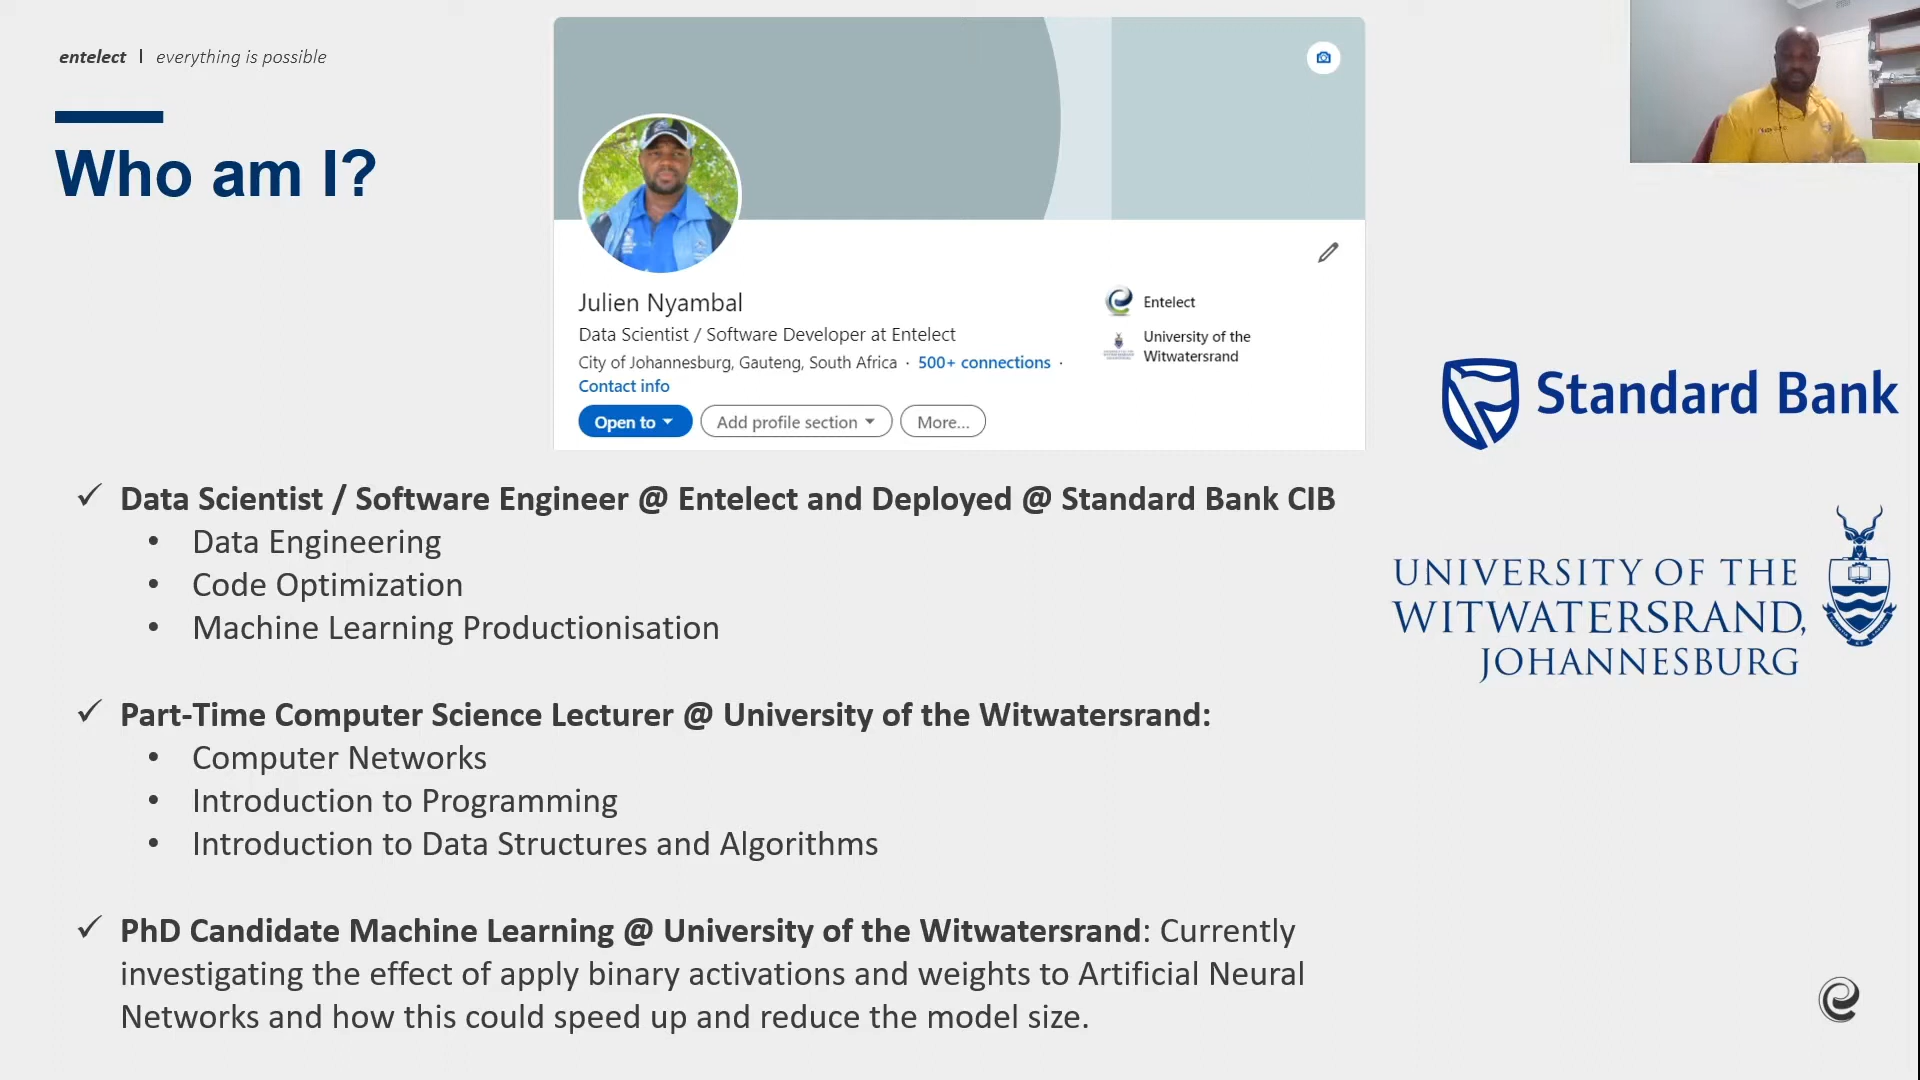 entelect | everything is possible
Who am I?
Julien Nyambal
Data Scientist / Software Developer at Entelect
City of Johannesburg, Gauteng, South Africa · 500+ connections ·
Contact info
Open to
Add profile section
More...
Entelect
University of the
Witwatersrand
Standard Bank
UNIVERSITY OF THE
WITWATERSRAND,
JOHANNESBURG
✓ Data Scientist / Software Engineer @ Entelect and Deployed @ Standard Bank CIB
• Data Engineering
• Code Optimization
• Machine Learning Productionisation
✓ Part-Time Computer Science Lecturer @ University of the Witwatersrand:
• Computer Networks
• Introduction to Programming
• Introduction to Data Structures and Algorithms
✓ PhD Candidate Machine Learning @ University of the Witwatersrand: Currently
investigating the effect of apply binary activations and weights to Artificial Neural
Networks and how this could speed up and reduce the model size.